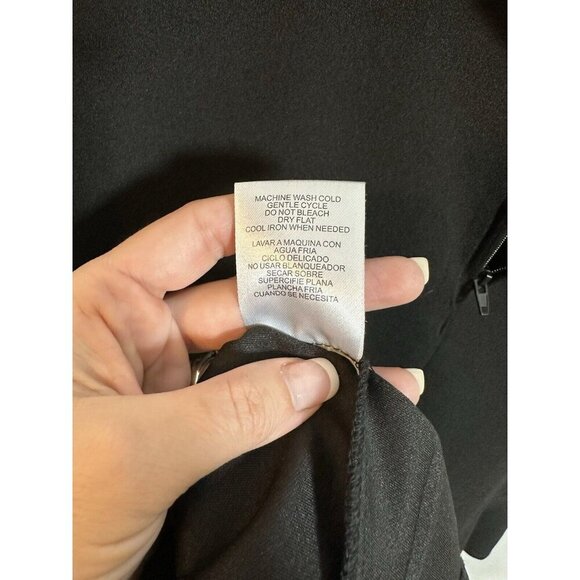 MACHINE WASH COLD
GENTLE CYCLE
DO NOT BLEACH
DRY FLAT
COOL IRON WHEN NEEDED
LAVAR A MAQUINA CON
AGUA FRIA
CICLO DELICADO
NO USAR BLANQUEADOR
SECAR SOBRE
SUPERCIFIE PLANA
PLANCHA FRIA
CUANDO SE NECESITA